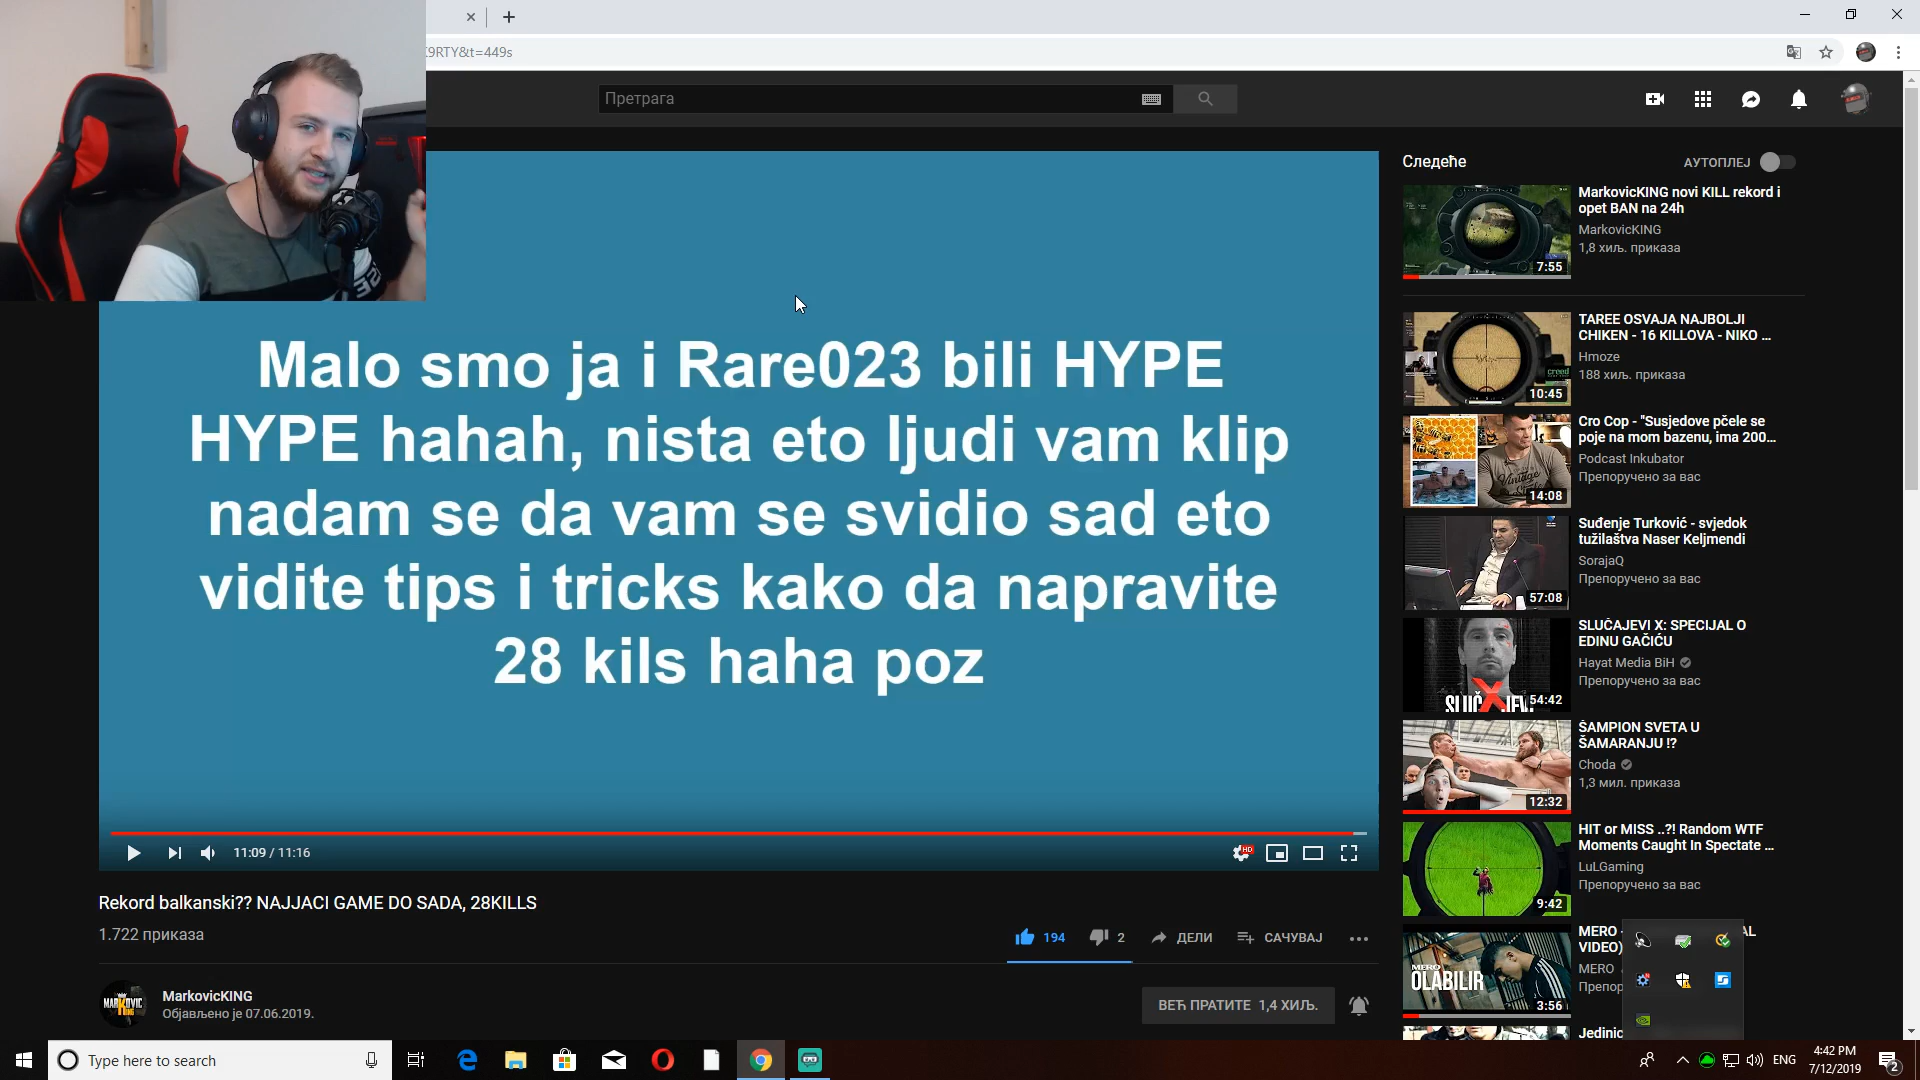 C9RTY&t=449s
Претрага
Malo smo ja i Rare023 bili HYPE
HYPE hahah, nista eto ljudi vam klip
nadam se da vam se svidio sad eto
vidite tips i tricks kako da napravite
28 kils haha poz
11:09 / 11:16
HD
Rekord balkanski?? NAJJACI GAME DO SADA, 28KILLS
1.722 приказа
194
2
ДЕЛИ
САЧУВАЈ
MARKOVIC
KING
MarkovicKING
Објављено је 07.06.2019.
ВЕЋ ПРАТИТЕ 1,4 ХИЉ.
Следеће
АУТОПЛЕЈ
7:55
MarkovicKING novi KILL rekord i
opet BAN na 24h
MarkovicKING
1,8 хиљ. приказа
10:45
TAREE OSVAJA NAJBOLJI
CHIKEN - 16 KILLOVA - NIKO ...
Hmoze
188 хиљ. приказа
14:08
Cro Cop - "Susjedove pčele se
poje na mom bazenu, ima 200...
Podcast Inkubator
Препоручено за вас
57:08
Suđenje Turković - svjedok
tužilaštva Naser Keljmendi
SorajaQ
Препоручено за вас
54:42
SLUČAJEVI X: SPECIJAL O
EDINU GAČIĆU
Hayat Media BiH
Препоручено за вас
12:32
ŠAMPION SVETA U
ŠAMARANJU !?
Choda
1,3 мил. приказа
9:42
HIT or MISS ..?! Random WTF
Moments Caught In Spectate ...
LuLGaming
Препоручено за вас
MERO
OLABILIR
3:56
MERO -
AL
VIDEO)
MERO
Препор
Jedinic
Type here to search
ENG
4:42 PM
7/12/2019
2